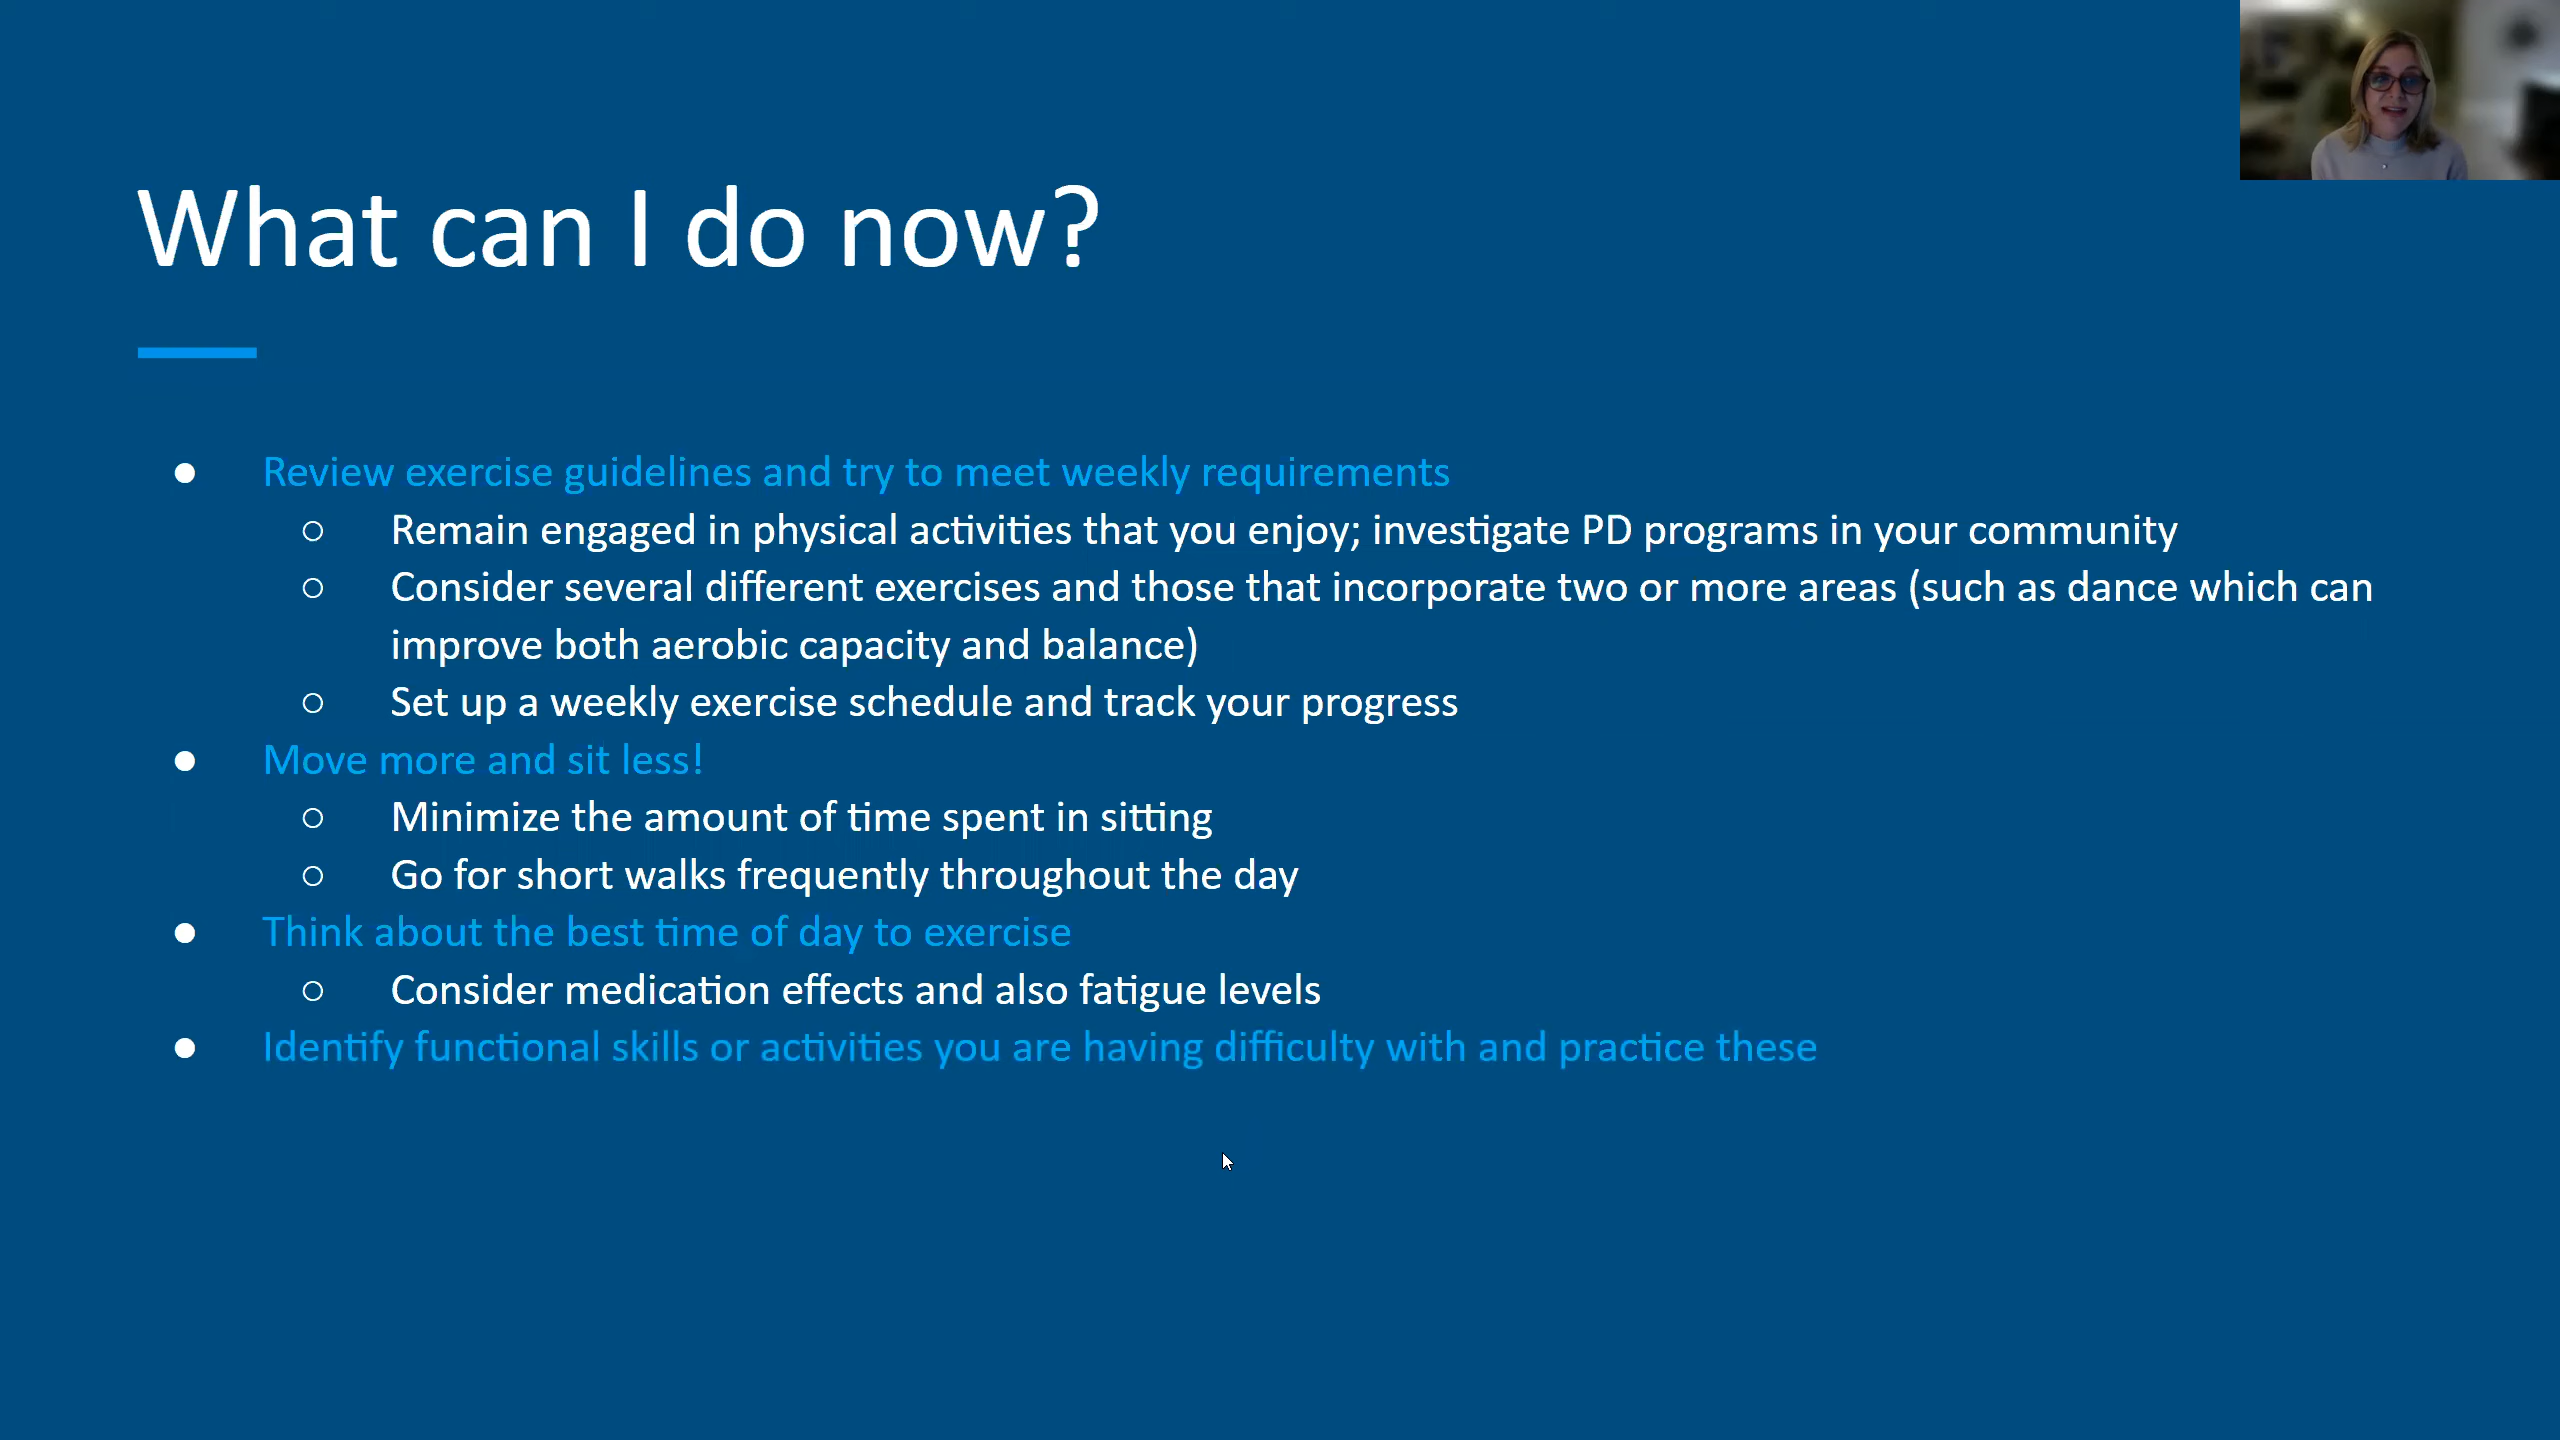 What can I do now?
● Review exercise guidelines and try to meet weekly requirements
○ Remain engaged in physical activities that you enjoy; investigate PD programs in your community
○ Consider several different exercises and those that incorporate two or more areas (such as dance which can
improve both aerobic capacity and balance)
○ Set up a weekly exercise schedule and track your progress
● Move more and sit less!
○ Minimize the amount of time spent in sitting
○ Go for short walks frequently throughout the day
● Think about the best time of day to exercise
○ Consider medication effects and also fatigue levels
● Identify functional skills or activities you are having difficulty with and practice these